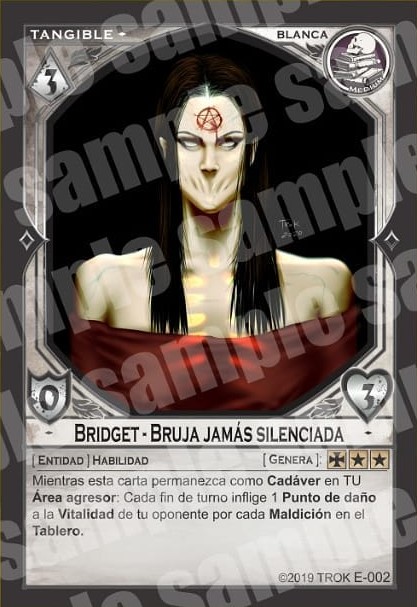 TANGIBLE
BLANCA
3
MEDIUM
sample sample sample
TROK
2020
0
3
BRIDGET - BRUJA JAMÁS SILENCIADA
[ ENTIDAD ] HABILIDAD
[ GENERA ]:
Mientras esta carta permanezca como Cadáver en TU
Área agresor: Cada fin de turno inflige 1 Punto de daño
a la Vitalidad de tu oponente por cada Maldición en el
Tablero.
©2019 TROK E-002